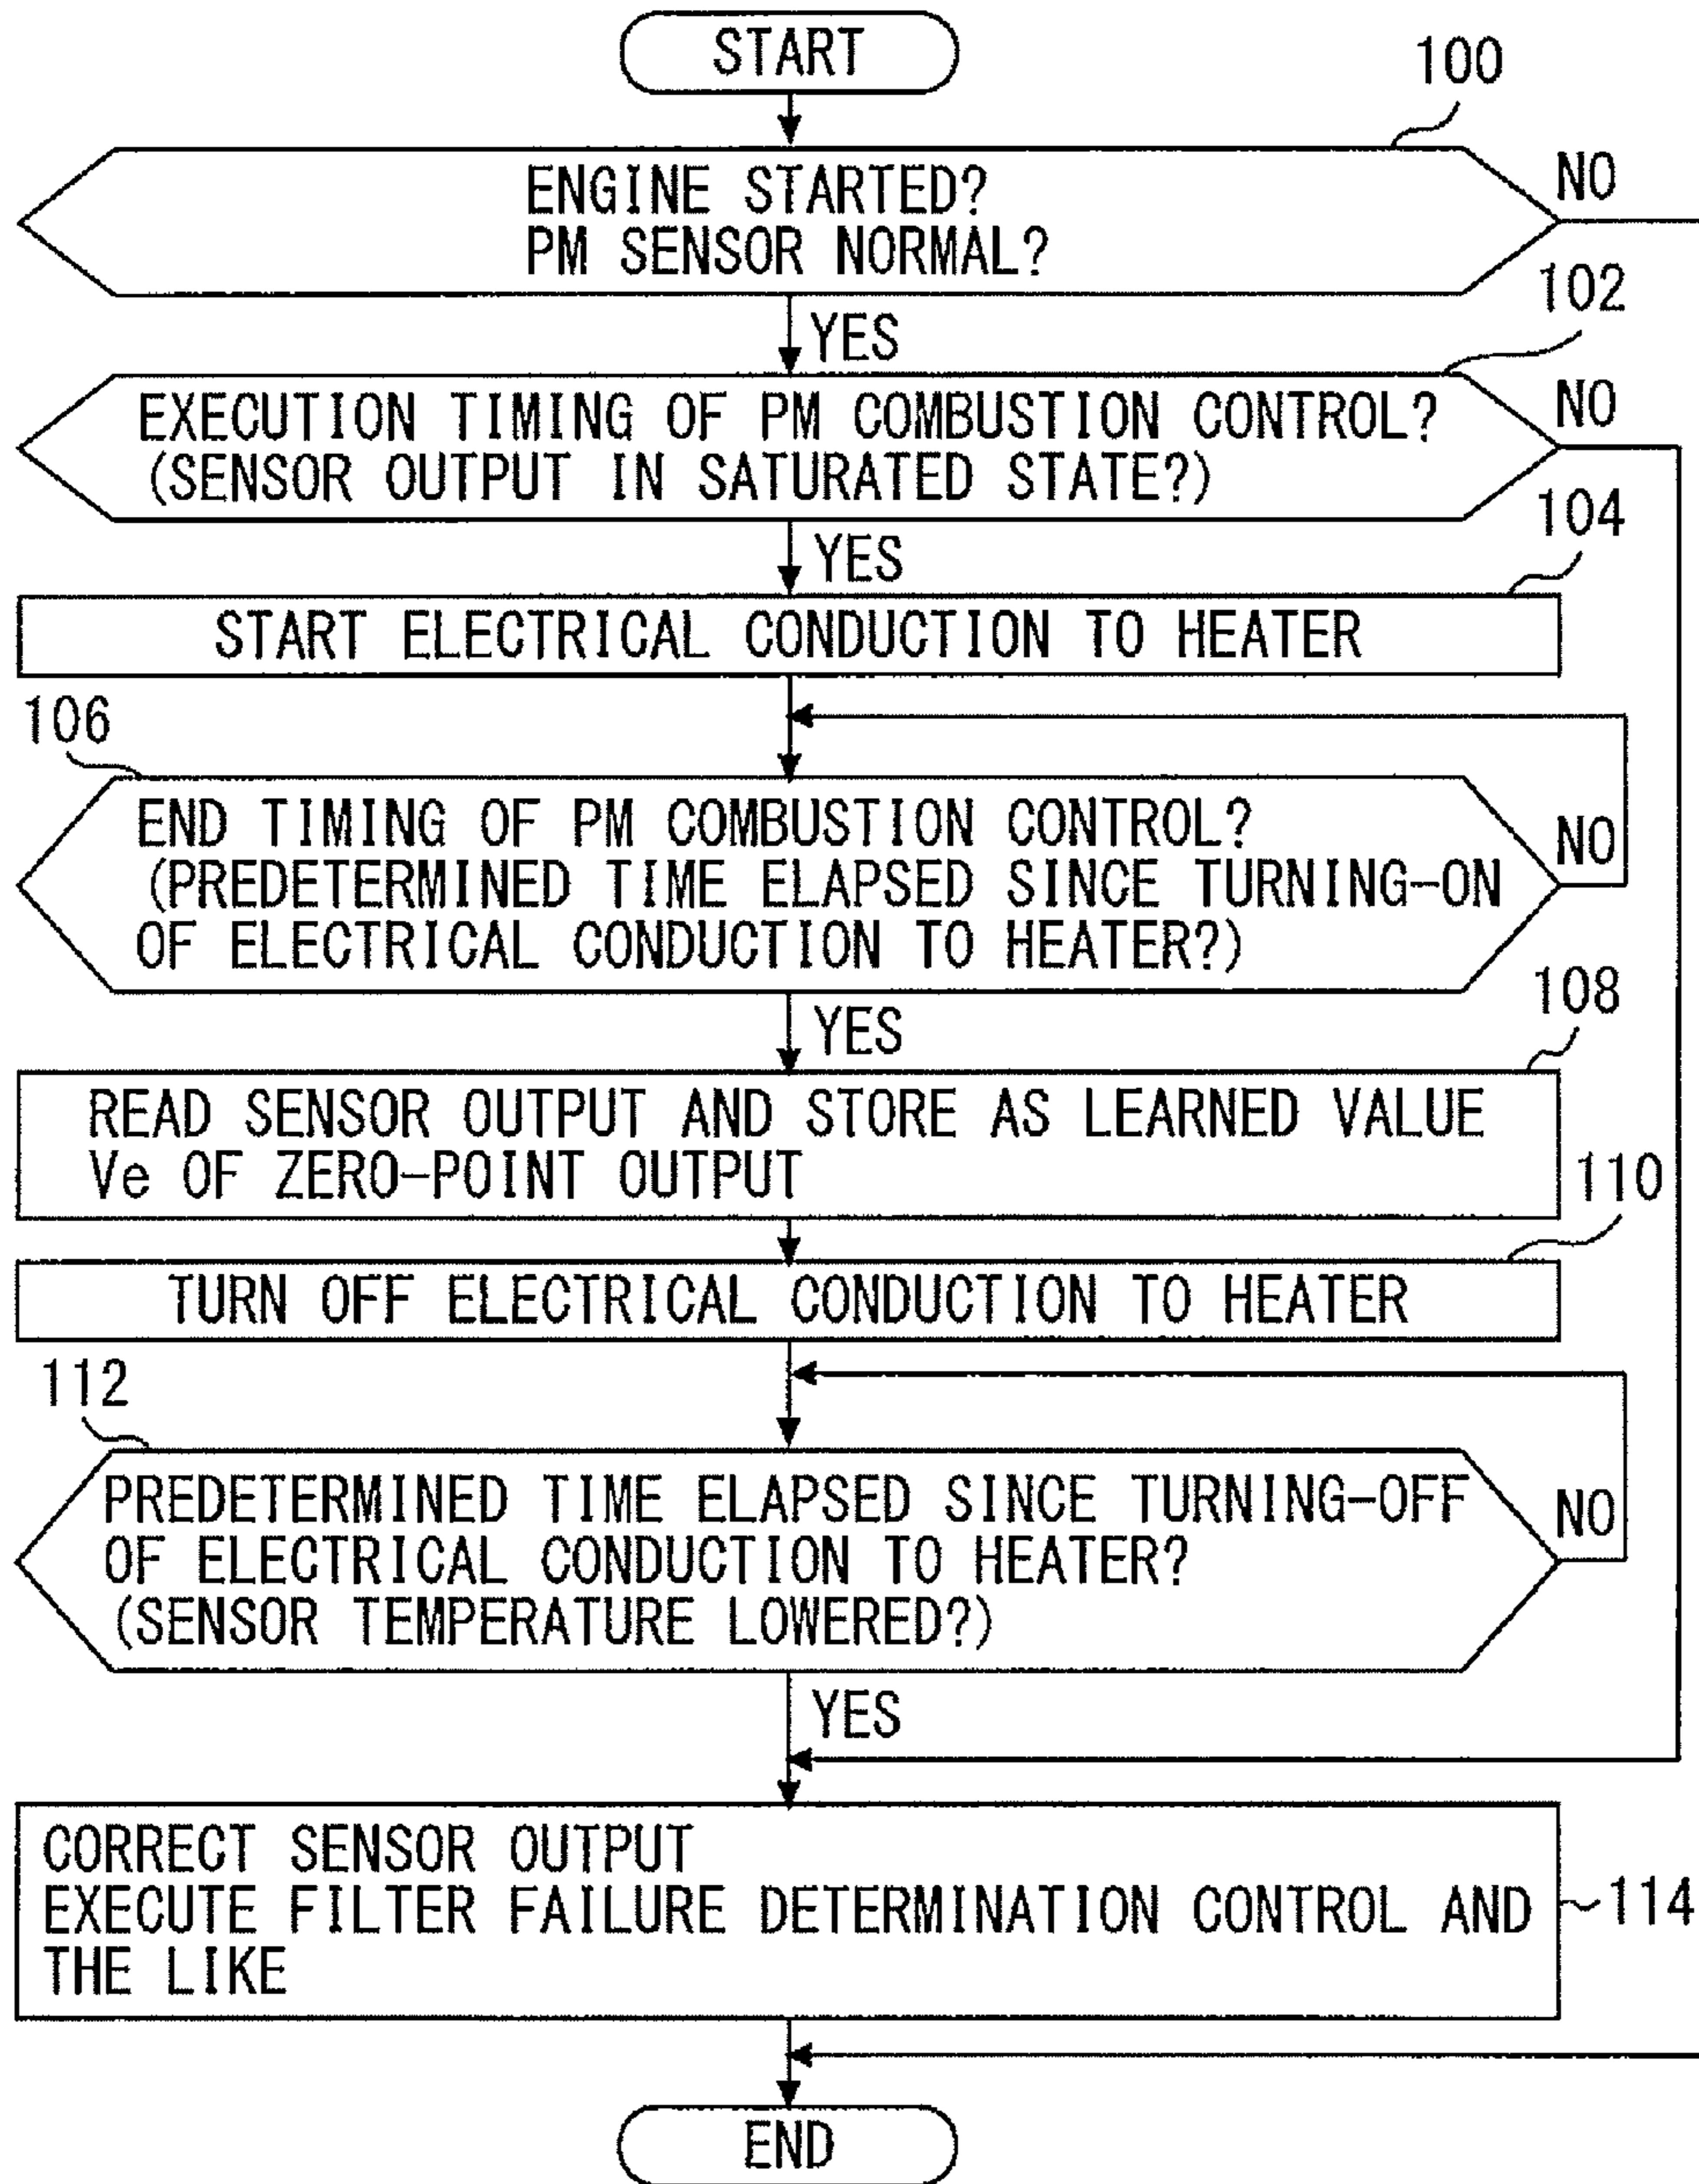 START
100
ENGINE STARTED?
PM SENSOR NORMAL?
NO
YES
102
EXECUTION TIMING OF PM COMBUSTION CONTROL?
(SENSOR OUTPUT IN SATURATED STATE?)
NO
YES
104
START ELECTRICAL CONDUCTION TO HEATER
106
END TIMING OF PM COMBUSTION CONTROL?
(PREDETERMINED TIME ELAPSED SINCE TURNING-ON
OF ELECTRICAL CONDUCTION TO HEATER?)
NO
YES
108
READ SENSOR OUTPUT AND STORE AS LEARNED VALUE
Ve OF ZERO-POINT OUTPUT
110
TURN OFF ELECTRICAL CONDUCTION TO HEATER
112
PREDETERMINED TIME ELAPSED SINCE TURNING-OFF
OF ELECTRICAL CONDUCTION TO HEATER?
(SENSOR TEMPERATURE LOWERED?)
NO
YES
CORRECT SENSOR OUTPUT
EXECUTE FILTER FAILURE DETERMINATION CONTROL AND
THE LIKE
114
END